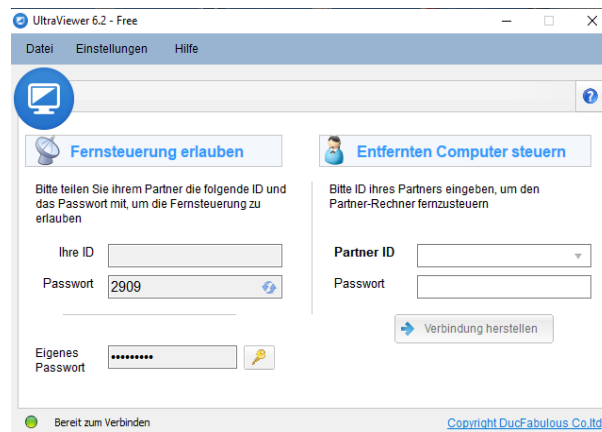 UltraViewer 6.2 - Free
Datei Einstellungen Hilfe
Fernsteuerung erlauben
Bitte teilen Sie ihrem Partner die folgende ID und
das Passwort mit, um die Fernsteuerung zu
erlauben
Ihre ID
Passwort 2909
Eigenes
Passwort •••••••••
Entfernten Computer steuern
Bitte ID ihres Partners eingeben, um den
Partner-Rechner fernzusteuern
Partner ID
Passwort
Verbindung herstellen
Bereit zum Verbinden
Copyright DucFabulous Co.ltd